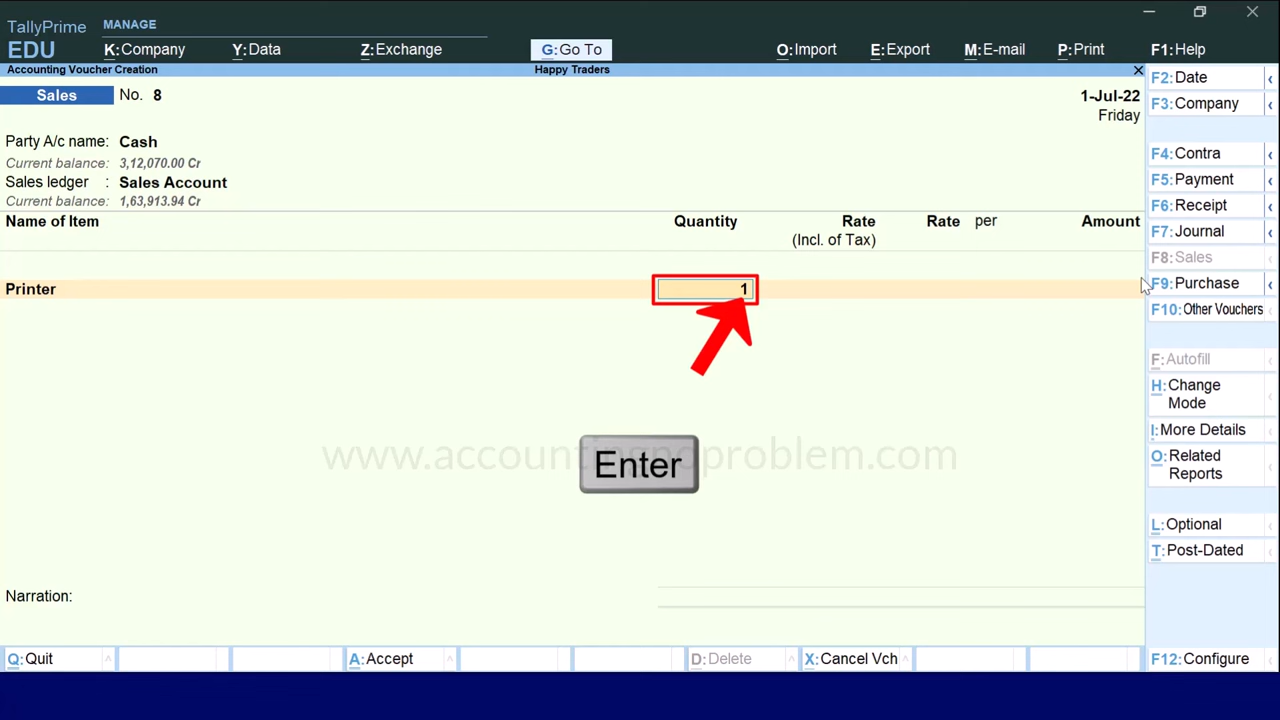 TallyPrime MANAGE
EDU K:Company Y:Data Z:Exchange G:Go To O:Import E:Export M:E-mail P:Print F1:Help
Accounting Voucher Creation Happy Traders
Sales No. 8 1-Jul-22
Friday
Party A/c name: Cash
Current balance: 3,12,070.00 Cr
Sales ledger : Sales Account
Current balance: 1,63,913.94 Cr
Name of Item Quantity Rate Rate per Amount
(Incl. of Tax)
Printer 1
Enter
www.accountingnoproblem.com
Narration:
F2:Date
F3:Company
F4:Contra
F5:Payment
F6:Receipt
F7:Journal
F8:Sales
F9:Purchase
F10:Other Vouchers
F:Autofill
H:Change
Mode
I:More Details
O:Related
Reports
L:Optional
T:Post-Dated
Q:Quit A:Accept D:Delete X:Cancel Vch F12:Configure